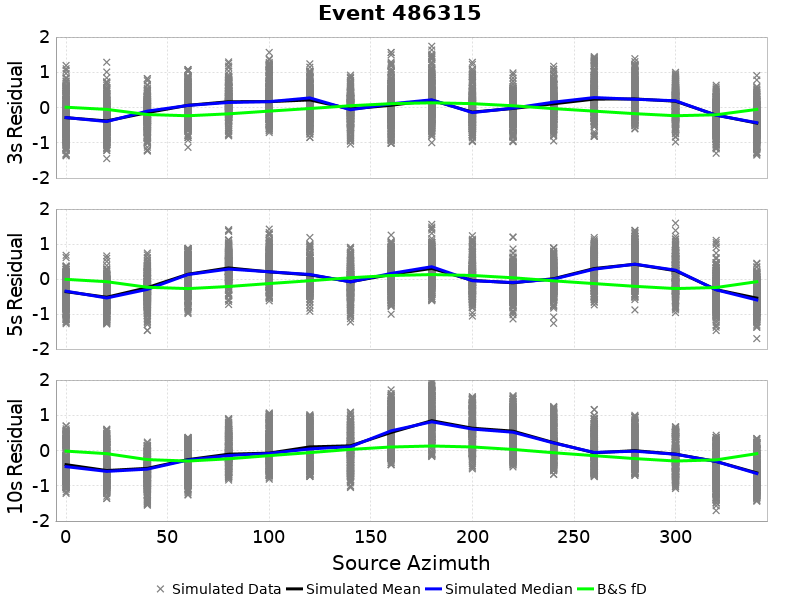 Event 486315
3s Residual
2
1
0
-1
-2
5s Residual
2
1
0
-1
-2
10s Residual
2
1
0
-1
-2
0 50 100 150 200 250 300
Source Azimuth
Simulated Data Simulated Mean Simulated Median B&S fD